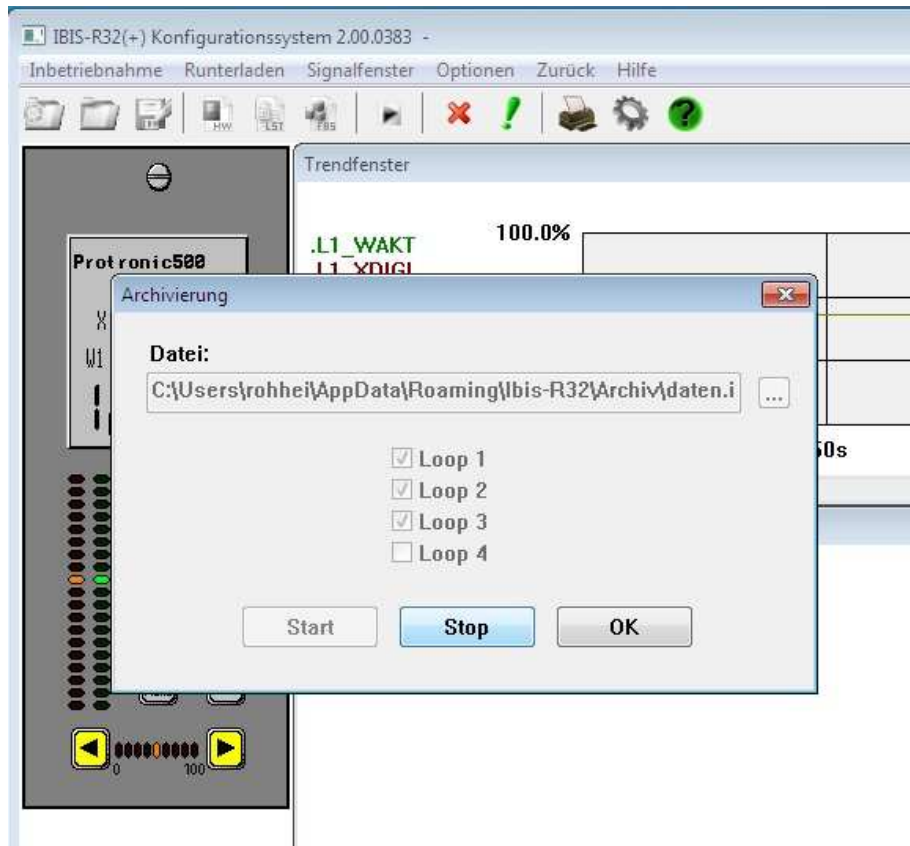 IBIS-R32(+) Konfigurationssystem 2.00.0383 -
Inbetriebnahme Runterladen Signalfenster Optionen Zurück Hilfe
HW LST FBS
Trendfenster
100.0%
.L1_WAKT
.L1_XDIGI
Protronic500
X
W1
Archivierung
Datei:
C:\Users\rohhei\AppData\Roaming\Ibis-R32\Archiv\daten.i
...
Loop 1
Loop 2
Loop 3
Loop 4
Start Stop OK
0 100